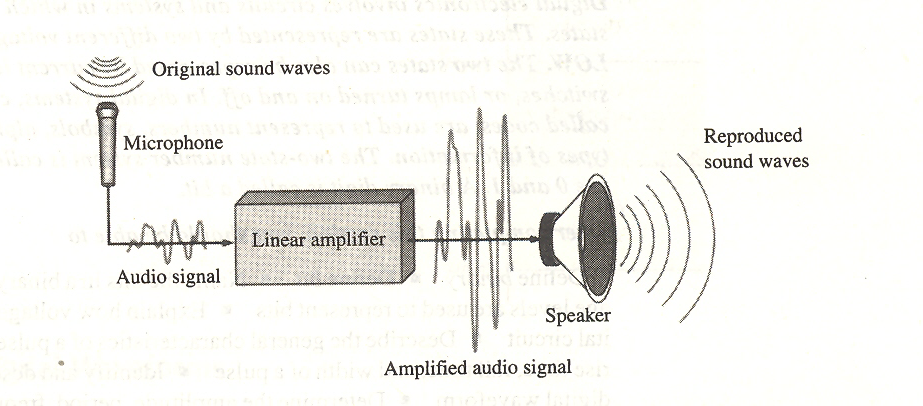 Original sound waves
Microphone
Reproduced
sound waves
Linear amplifier
Audio signal
Speaker
Amplified audio signal